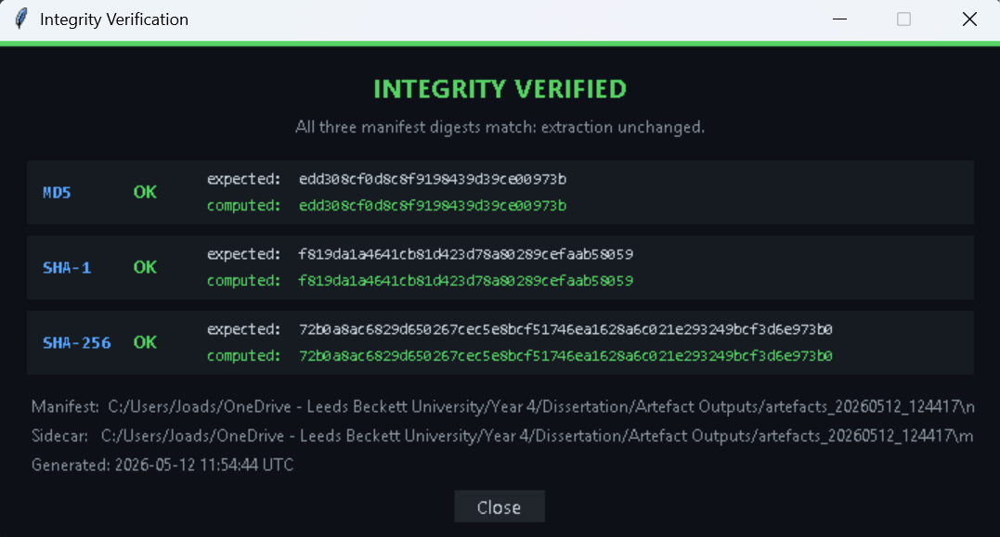 Integrity Verification
INTEGRITY VERIFIED
All three manifest digests match: extraction unchanged.
MD5 OK expected: edd308cf0d8c8f9198439d39ce00973b
computed: edd308cf0d8c8f9198439d39ce00973b
SHA-1 OK expected: f819da1a4641cb81d423d78a80289cefaab58059
computed: f819da1a4641cb81d423d78a80289cefaab58059
SHA-256 OK expected: 72b0a8ac6829d650267cec5e8bcf51746ea1628a6c021e293249bcf3d6e973b0
computed: 72b0a8ac6829d650267cec5e8bcf51746ea1628a6c021e293249bcf3d6e973b0
Manifest: C:/Users/Joads/OneDrive - Leeds Beckett University/Year 4/Dissertation/Artefact Outputs/artefacts_20260512_124417\n
Sidecar: C:/Users/Joads/OneDrive - Leeds Beckett University/Year 4/Dissertation/Artefact Outputs/artefacts_20260512_124417\m
Generated: 2026-05-12 11:54:44 UTC
Close